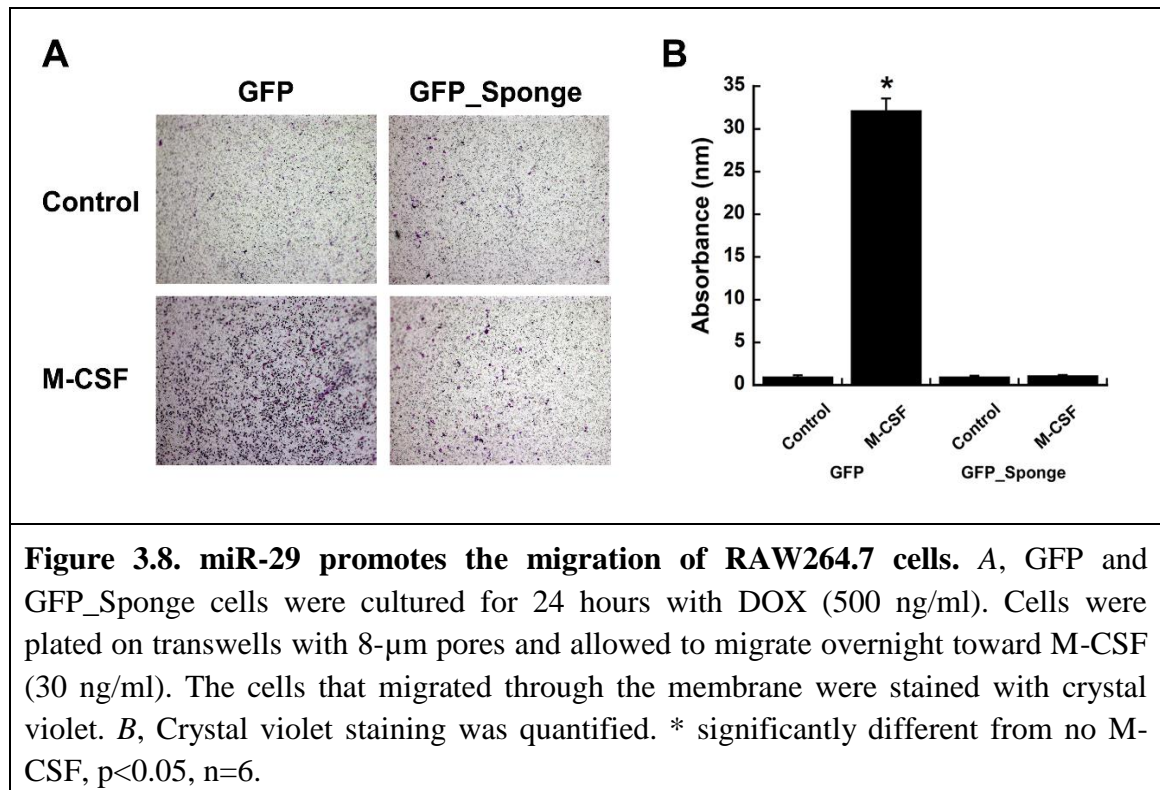 A
GFP
GFP_Sponge
Control
M-CSF
B
35
30
25
20
15
10
5
0
Absorbance (nm)
*
Control
M-CSF
Control
M-CSF
GFP
GFP_Sponge
Figure 3.8. miR-29 promotes the migration of RAW264.7 cells. A, GFP and
GFP_Sponge cells were cultured for 24 hours with DOX (500 ng/ml). Cells were
plated on transwells with 8-µm pores and allowed to migrate overnight toward M-CSF
(30 ng/ml). The cells that migrated through the membrane were stained with crystal
violet. B, Crystal violet staining was quantified. * significantly different from no M-
CSF, p<0.05, n=6.